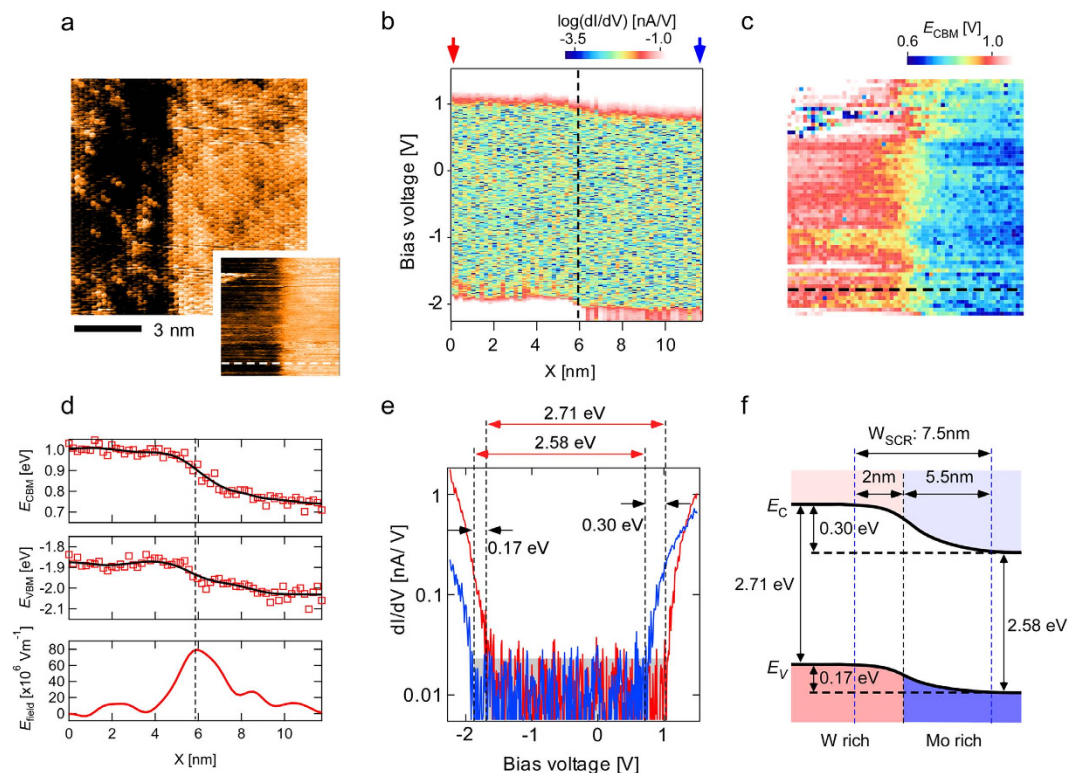 a
3 nm
b
log(dI/dV) [nA/V]
-3.5
-1.0
1
0
-1
-2
Bias voltage [V]
0
2
4
6
8
10
X [nm]
c
E_CBM [V]
0.6
1.0
d
1.0
0.9
0.8
0.7
E_CBM [eV]
-1.8
-1.9
-2.0
-2.1
E_VBM [eV]
80
60
40
20
0
E_field [x10⁶ Vm⁻¹]
0
2
4
6
8
10
X [nm]
e
2.71 eV
2.58 eV
0.30 eV
0.17 eV
1
0.1
0.01
dI/dV [nA/ V]
-2
-1
0
1
Bias voltage [V]
f
W_SCR: 7.5nm
2nm
5.5nm
E_C
0.30 eV
2.71 eV
2.58 eV
E_V
0.17 eV
W rich
Mo rich